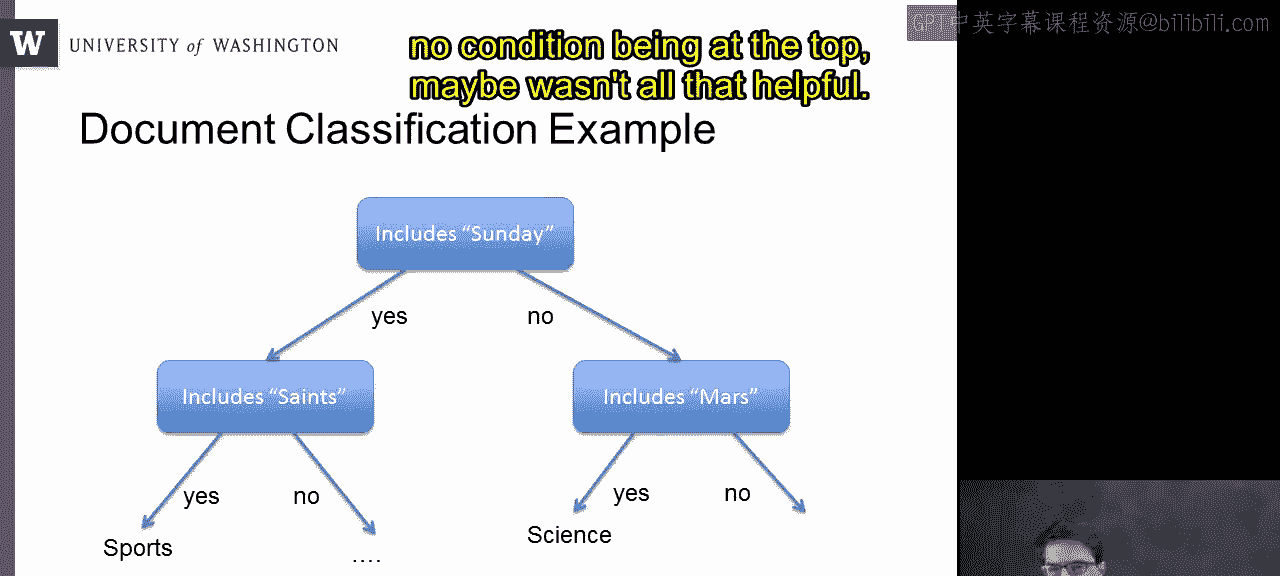 W UNIVERSITY of WASHINGTON
GPT中英字幕课程资源@bilibili.com
no condition being at the top,
maybe wasn't all that helpful.
Document Classification Example
Includes “Sunday”
yes
no
Includes “Saints”
Includes “Mars”
yes
no
yes
no
Sports
....
Science